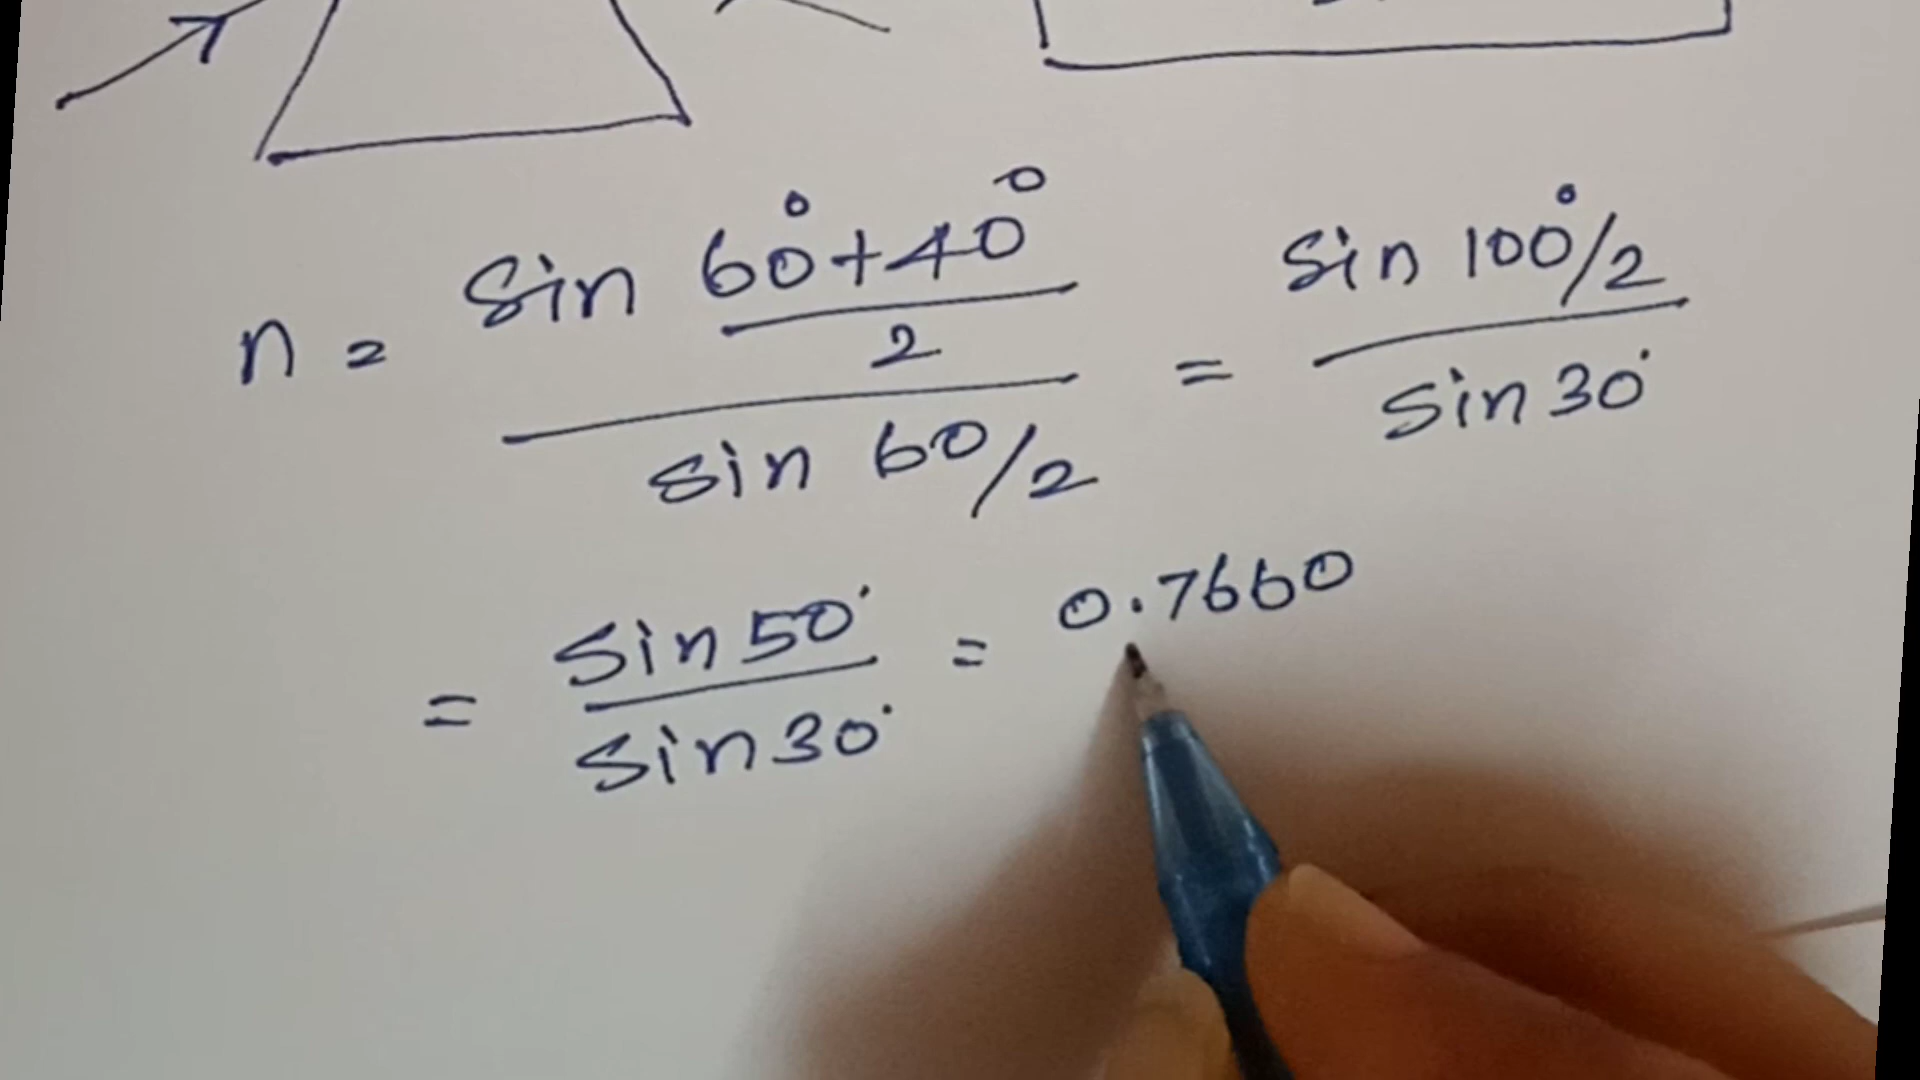 n = sin 60°+40°/2 / sin 60/2 = sin 100°/2 / sin 30°
= sin 50° / sin 30° = 0.7660